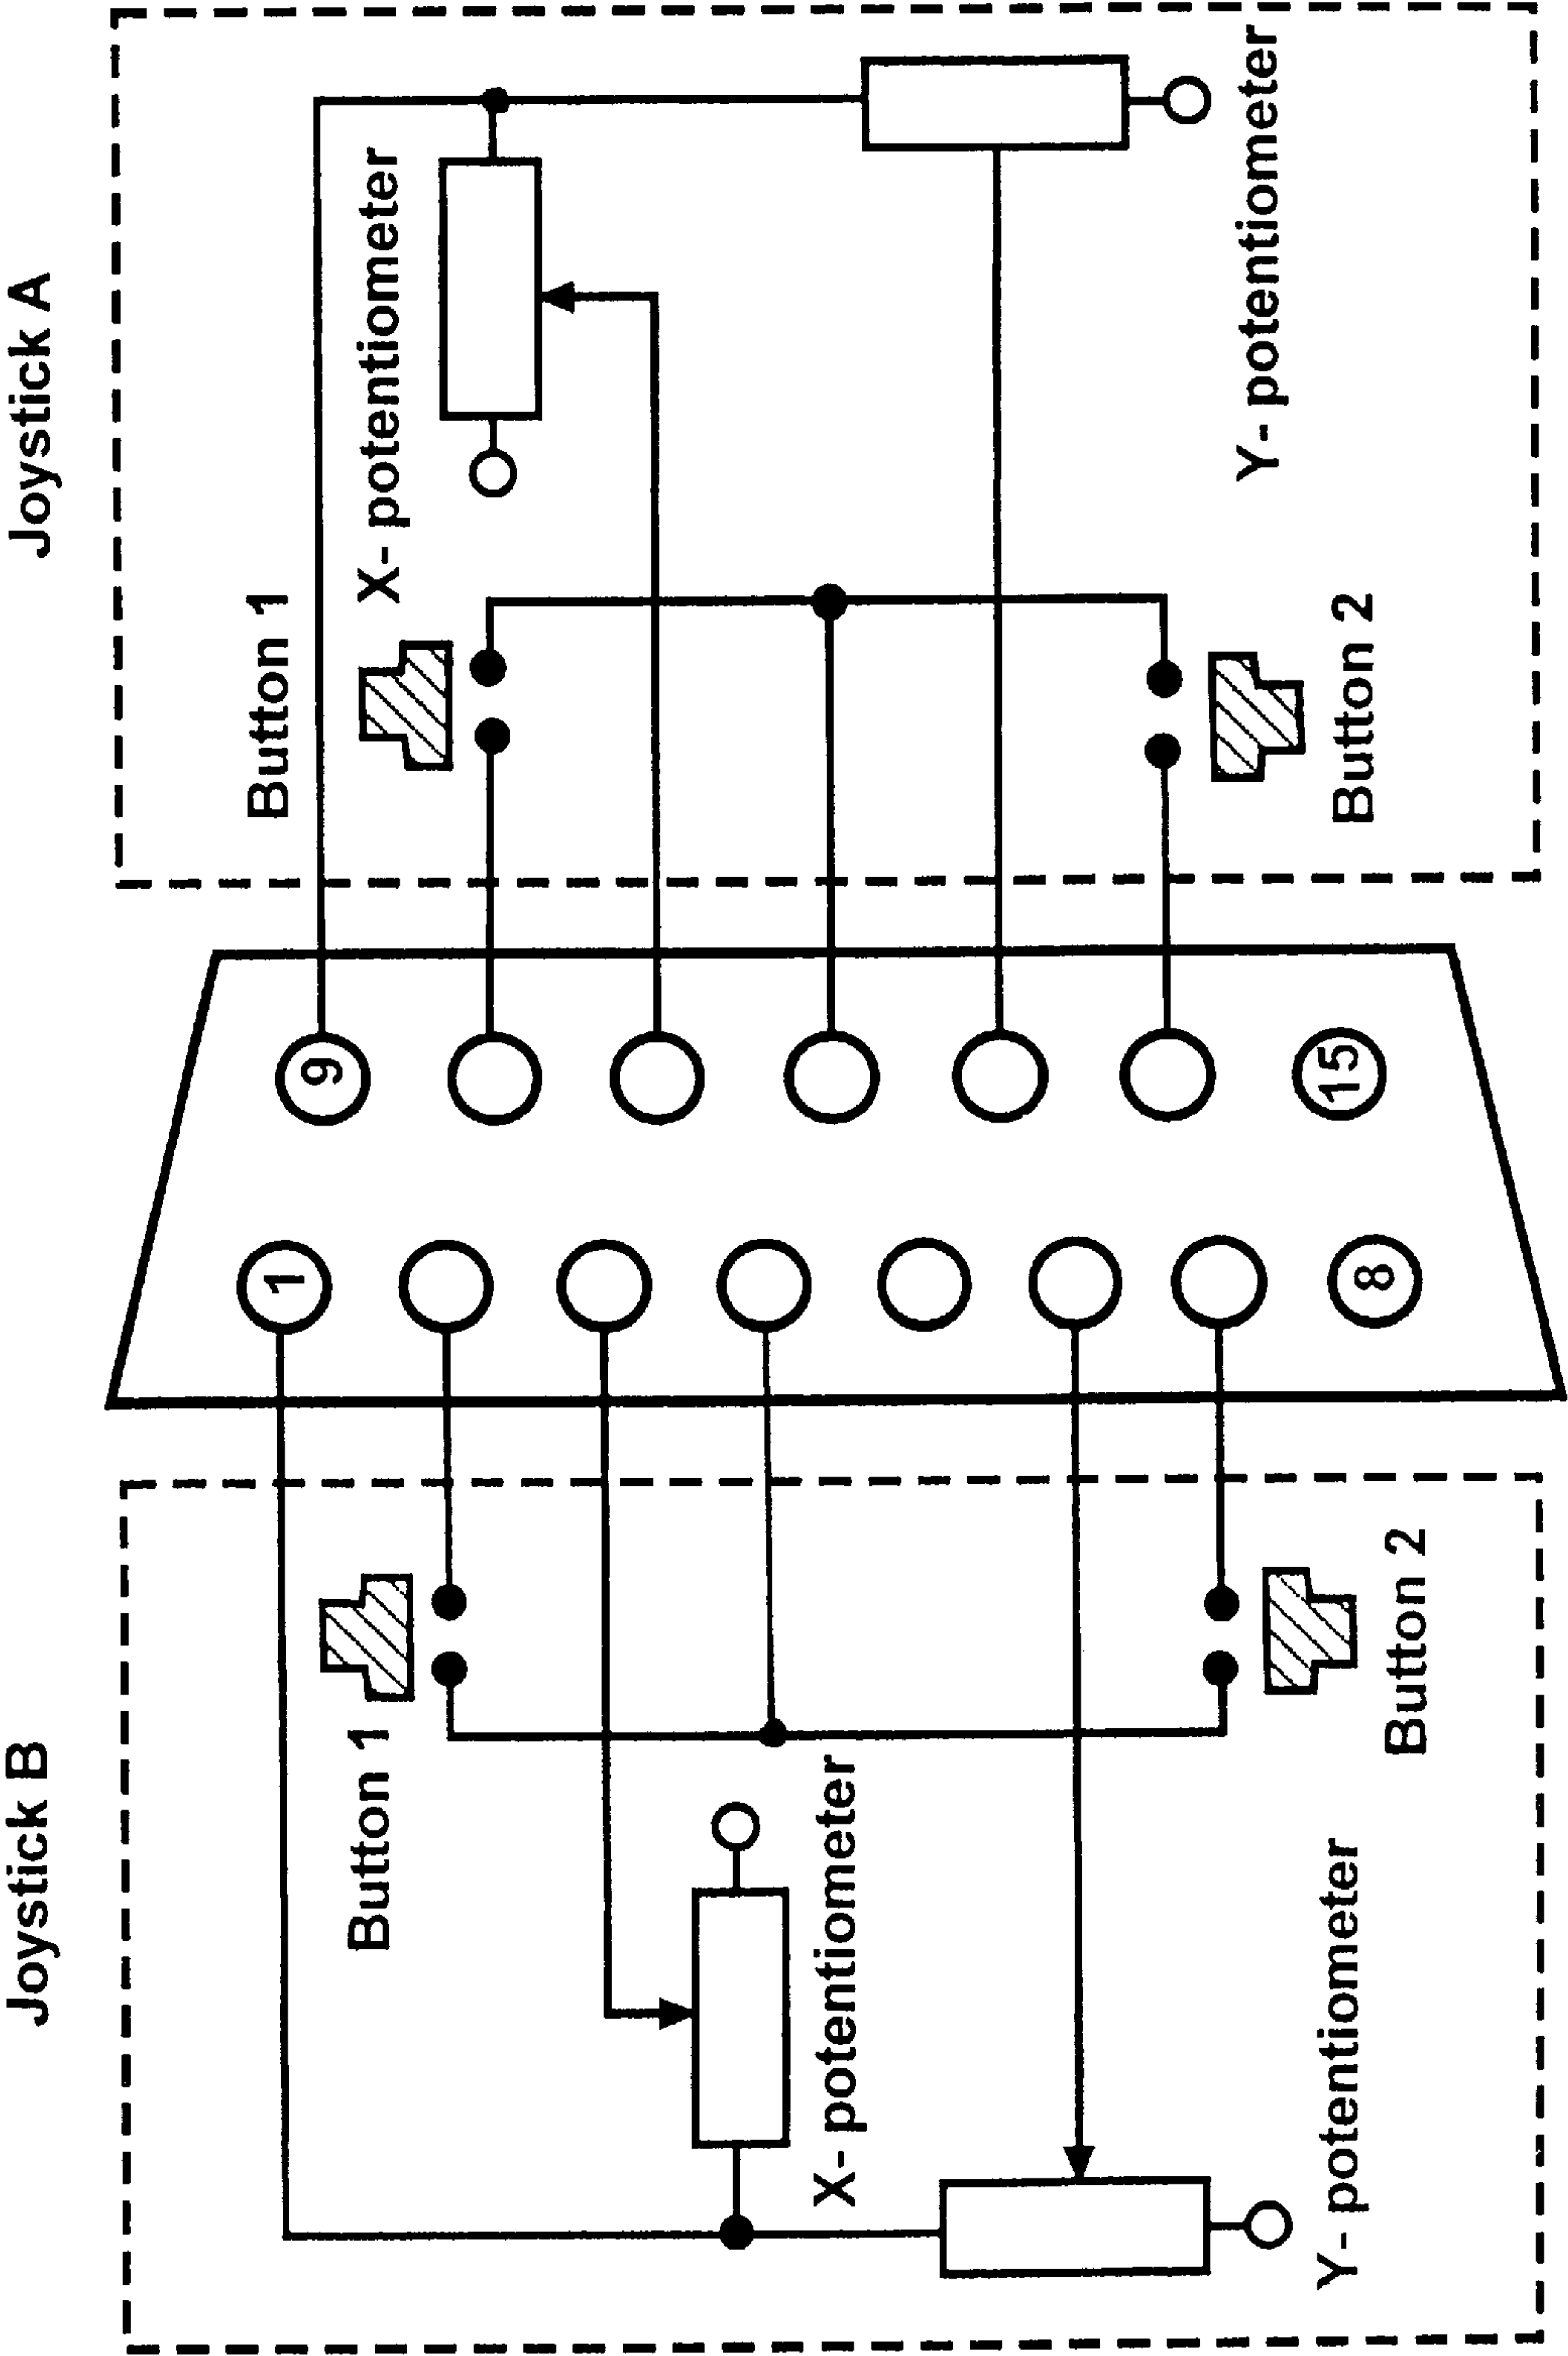 Joystick B
Button 1
X- potentiometer
Y- potentiometer
Button 2
1
8
9
15
Joystick A
Button 1
X- potentiometer
Button 2
Y- potentiometer